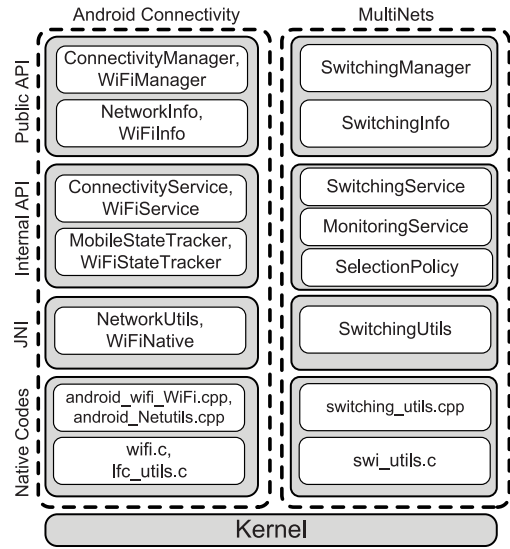 Android Connectivity
MultiNets
Public API
ConnectivityManager,
WiFiManager
NetworkInfo,
WiFiInfo
SwitchingManager
SwitchingInfo
Internal API
ConnectivityService,
WiFiService
MobileStateTracker,
WiFiStateTracker
SwitchingService
MonitoringService
SelectionPolicy
JNI
NetworkUtils,
WiFiNative
SwitchingUtils
Native Codes
android_wifi_WiFi.cpp,
android_Netutils.cpp
wifi.c,
Ifc_utils.c
switching_utils.cpp
swi_utils.c
Kernel